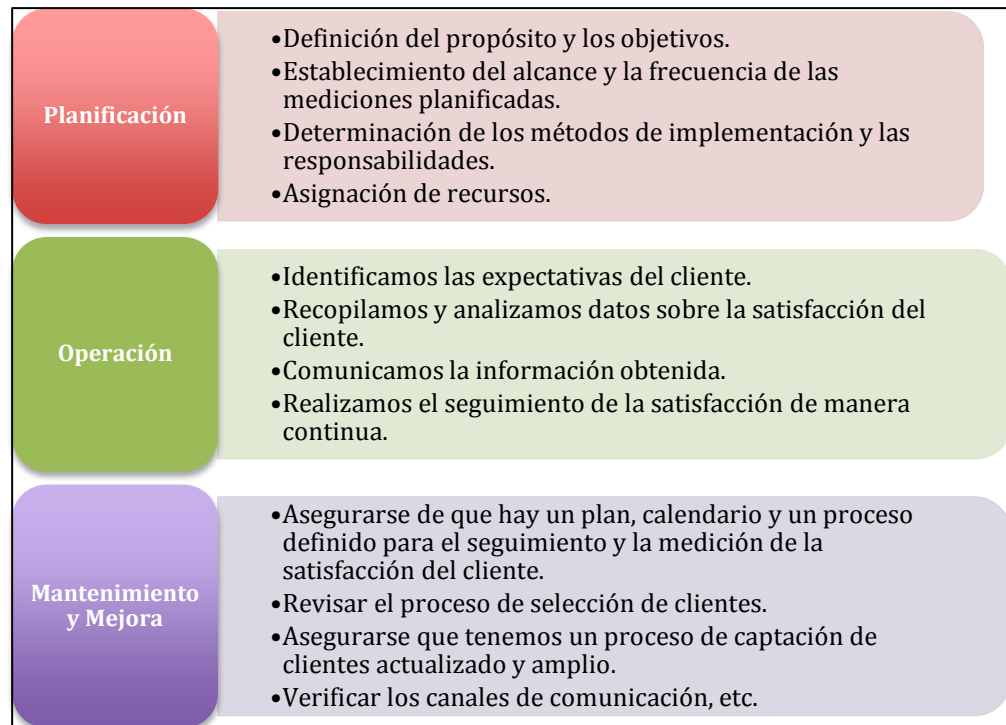 Planificación
•Definición del propósito y los objetivos.
•Establecimiento del alcance y la frecuencia de las
mediciones planificadas.
•Determinación de los métodos de implementación y las
responsabilidades.
•Asignación de recursos.
Operación
•Identificamos las expectativas del cliente.
•Recopilamos y analizamos datos sobre la satisfacción del
cliente.
•Comunicamos la información obtenida.
•Realizamos el seguimiento de la satisfacción de manera
continua.
Mantenimiento
y Mejora
•Asegurarse de que hay un plan, calendario y un proceso
definido para el seguimiento y la medición de la
satisfacción del cliente.
•Revisar el proceso de selección de clientes.
•Asegurarse que tenemos un proceso de captación de
clientes actualizado y amplio.
•Verificar los canales de comunicación, etc.